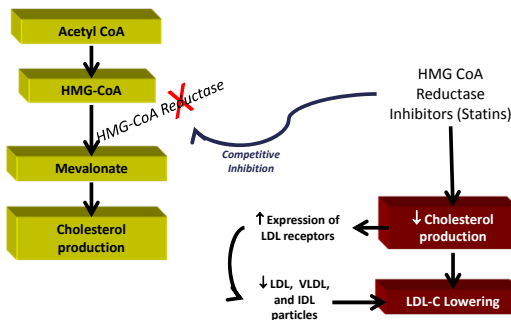 Acetyl CoA
HMG-CoA
HMG-CoA Reductase
X
Mevalonate
Cholesterol
production
Competitive
Inhibition
HMG CoA
Reductase
Inhibitors (Statins)
↓ Cholesterol
production
↑ Expression of
LDL receptors
↓ LDL, VLDL,
and IDL
particles
LDL-C Lowering